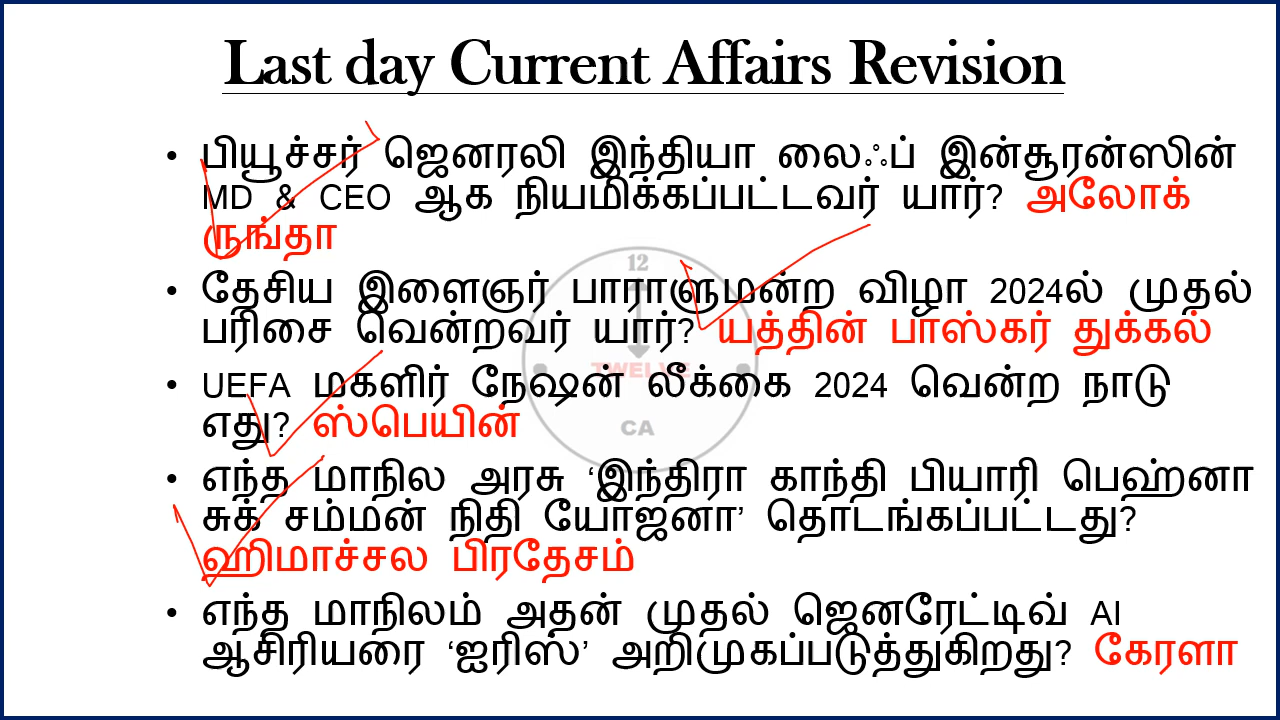 Last day Current Affairs Revision
• பியூச்சர் ஜெனரலி இந்தியா லைஃப் இன்சூரன்ஸின்
MD & CEO ஆக நியமிக்கப்பட்டவர் யார்? அலோக்
ருங்தா
• தேசிய இளைஞர் பாராளுமன்ற விழா 2024ல் முதல்
பரிசை வென்றவர் யார்? யத்தின் பாஸ்கர் துக்கல்
• UEFA மகளிர் நேஷன் லீக்கை 2024 வென்ற நாடு
எது? ஸ்பெயின்
• எந்த மாநில அரசு ‘இந்திரா காந்தி பியாரி பெஹ்னா
சுக் சம்மன் நிதி யோஜனா’ தொடங்கப்பட்டது?
ஹிமாச்சல பிரதேசம்
• எந்த மாநிலம் அதன் முதல் ஜெனரேட்டிவ் AI
ஆசிரியரை ‘ஐரிஸ்’ அறிமுகப்படுத்துகிறது? கேரளா
12
TWELVE
CA